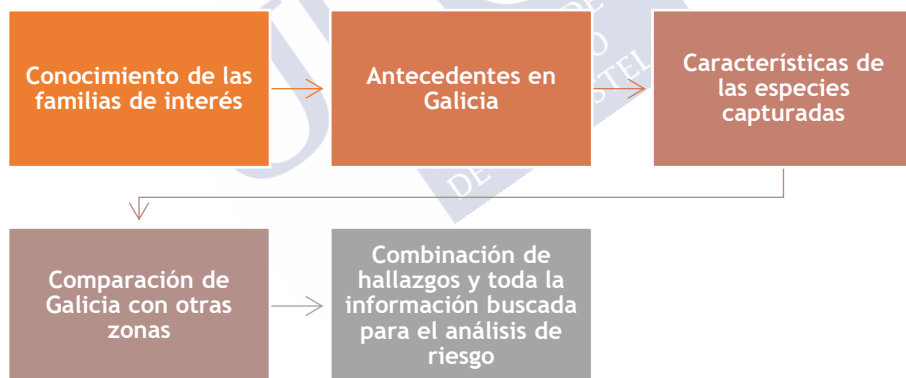 Conocimiento de las
familias de interés
Antecedentes en
Galicia
Características de
las especies
capturadas
Comparación de
Galicia con otras
zonas
Combinación de
hallazgos y toda la
información buscada
para el análisis de
riesgo
DE